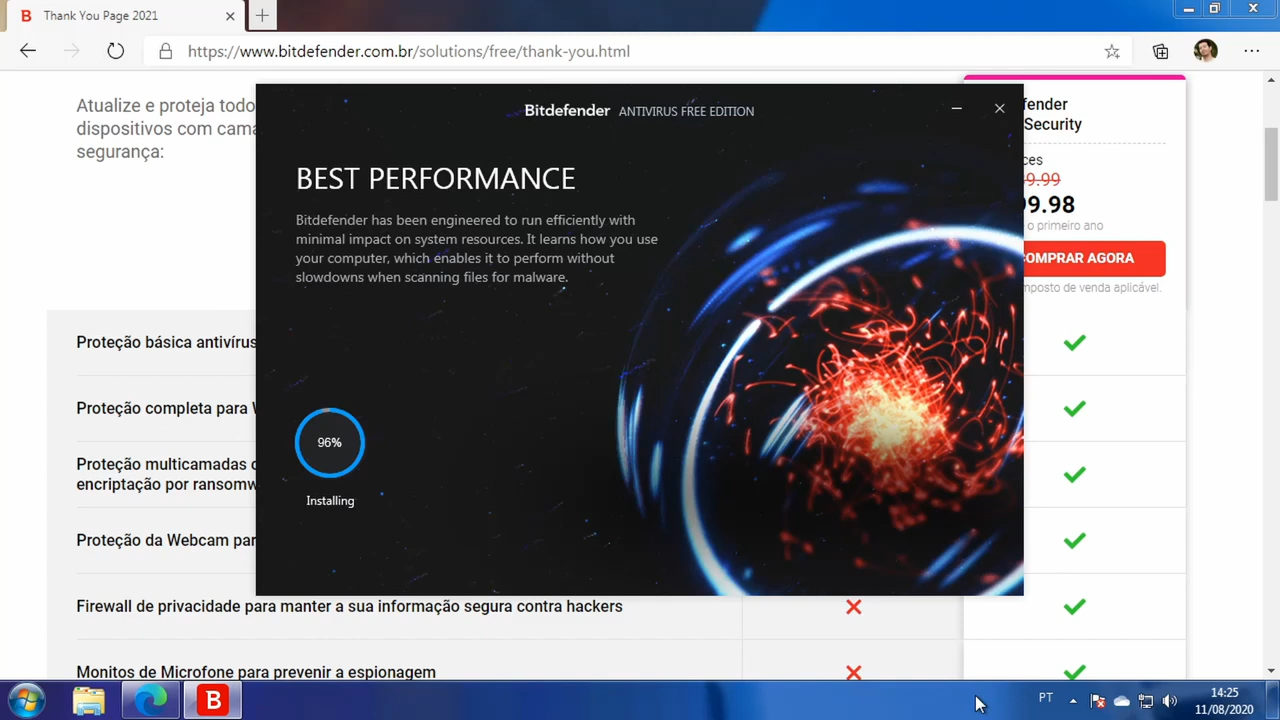 Thank You Page 2021
https://www.bitdefender.com.br/solutions/free/thank-you.html
Atualize e proteja todo
dispositivos com cama
segurança:
Bitdefender ANTIVIRUS FREE EDITION
BEST PERFORMANCE
Bitdefender has been engineered to run efficiently with
minimal impact on system resources. It learns how you use
your computer, which enables it to perform without
slowdowns when scanning files for malware.
96%
Installing
fender
Security
ces
9.99
9.98
o primeiro ano
COMPRAR AGORA
mposto de venda aplicável.
Proteção básica antivírus
Proteção completa para W
Proteção multicamadas c
encriptação por ransomw
Proteção da Webcam par
Firewall de privacidade para manter a sua informação segura contra hackers
Monitos de Microfone para prevenir a espionagem
B
PT
14:25
11/08/2020